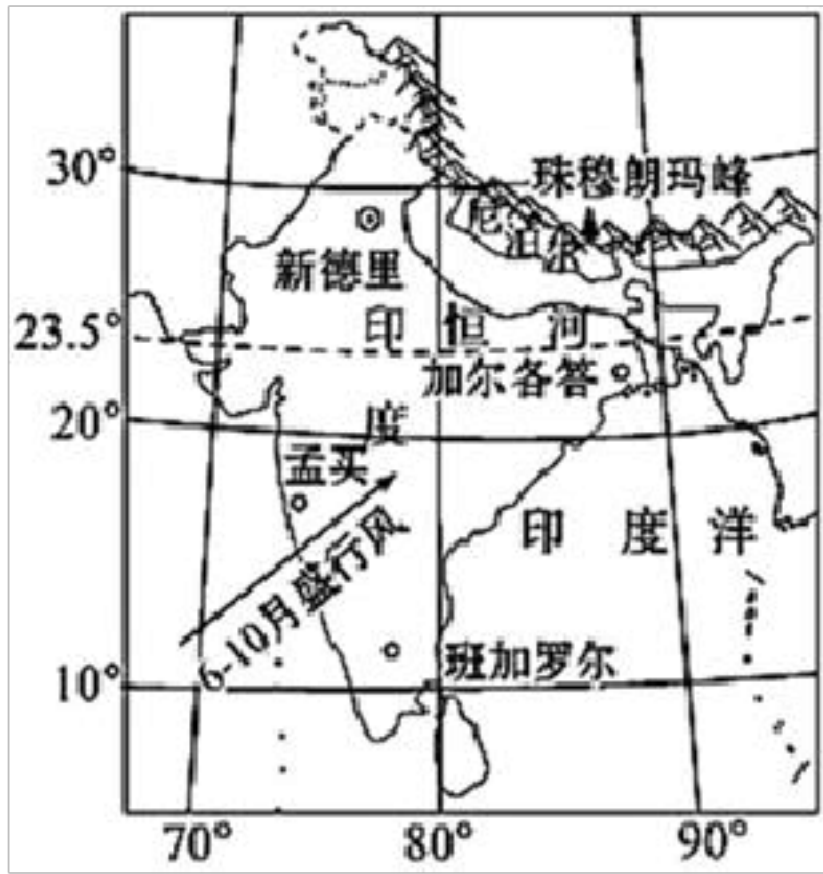 30°
珠穆朗玛峰
尼泊尔
新德里
印 恒 河
23.5°
加尔各答
20°
度
孟买
印 度 洋
6-10月盛行风
班加罗尔
10°
70° 80° 90°